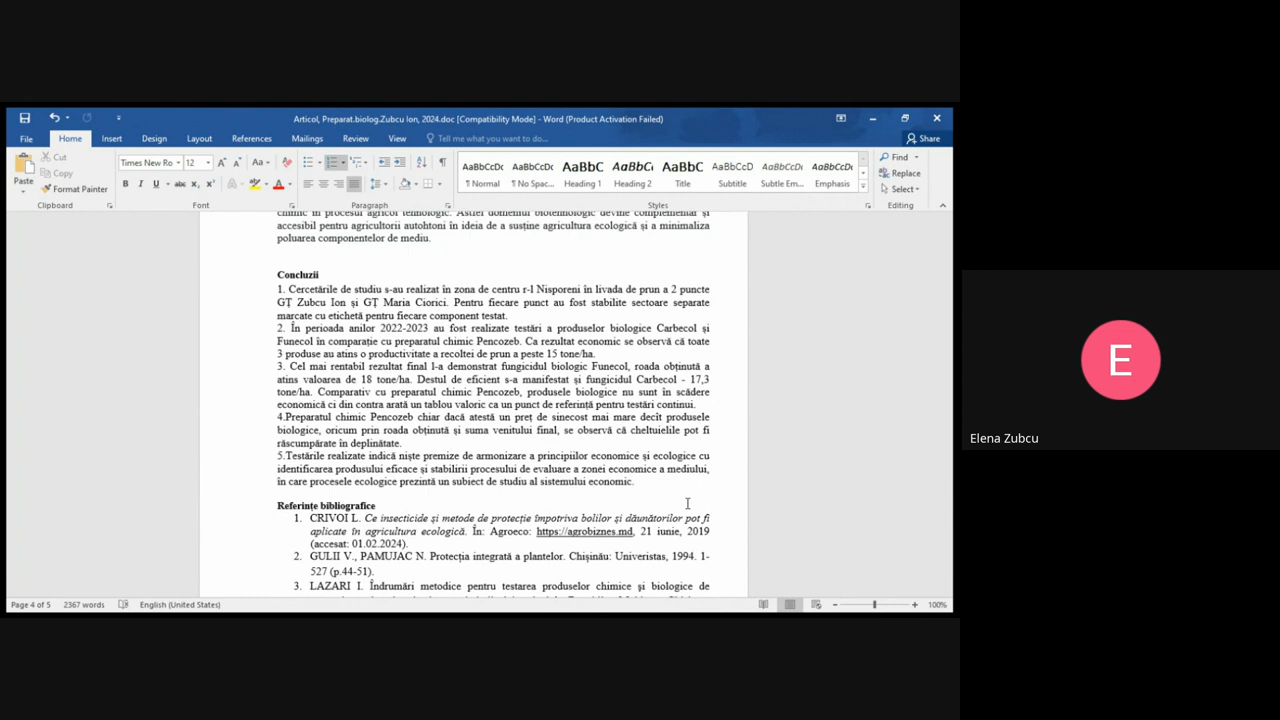 Articol, Preparat.biolog.Zubcu Ion, 2024.doc [Compatibility Mode] - Word (Product Activation Failed)
File Home Insert Design Layout References Mailings Review View Tell me what you want to do... Share
Paste Cut Copy Format Painter
Times New Ro 12
AaBbCcDc AaBbCcDc AaBbC AaBbCc AaBbC AaBbCcD AaBbCcDc AaBbCcDc
¶ Normal ¶ No Spac... Heading 1 Heading 2 Title Subtitle Subtle Em... Emphasis
Find Replace Select
Clipboard Font Paragraph Styles Editing
chimic în procesul agricol tehnologic. Astfel domeniul biotehnologic devine complementar și
accesibil pentru agricultorii autohtoni în ideia de a susține agricultura ecologică și a minimaliza
poluarea componentelor de mediu.
Concluzii
1. Cercetările de studiu s-au realizat în zona de centru r-l Nisporeni în livada de prun a 2 puncte
GȚ Zubcu Ion și GȚ Maria Ciorici. Pentru fiecare punct au fost stabilite sectoare separate
marcate cu etichetă pentru fiecare component testat.
2. În perioada anilor 2022-2023 au fost realizate testări a produselor biologice Carbecol și
Funecol în comparație cu preparatul chimic Pencozeb. Ca rezultat economic se observă că toate
3 produse au atins o productivitate a recoltei de prun a peste 15 tone/ha.
3. Cel mai rentabil rezultat final l-a demonstrat fungicidul biologic Funecol, roada obținută a
atins valoarea de 18 tone/ha. Destul de eficient s-a manifestat și fungicidul Carbecol - 17,3
tone/ha. Comparativ cu preparatul chimic Pencozeb, produsele biologice nu sunt în scădere
economică ci din contra arată un tablou valoric ca un punct de referință pentru testări continui.
4.Preparatul chimic Pencozeb chiar dacă atestă un preț de sinecost mai mare decît produsele
biologice, oricum prin roada obținută și suma venitului final, se observă că cheltuielile pot fi
răscumpărate în deplinătate.
5.Testările realizate indică niște premize de armonizare a principiilor economice și ecologice cu
identificarea produsului eficace și stabilirii procesului de evaluare a zonei economice a mediului,
în care procesele ecologice prezintă un subiect de studiu al sistemului economic.
Referințe bibliografice
1. CRIVOI L. Ce insecticide și metode de protecție împotriva bolilor și dăunătorilor pot fi
aplicate în agricultura ecologică. În: Agroeco: https://agrobiznes.md, 21 iunie, 2019
(accesat: 01.02.2024).
2. GULII V., PAMUJAC N. Protecția integrată a plantelor. Chișinău: Univeristas, 1994. 1-
527 (p.44-51).
3. LAZARI I. Îndrumări metodice pentru testarea produselor chimice și biologice de
Page 4 of 5 2367 words English (United States) 100%
E
Elena Zubcu